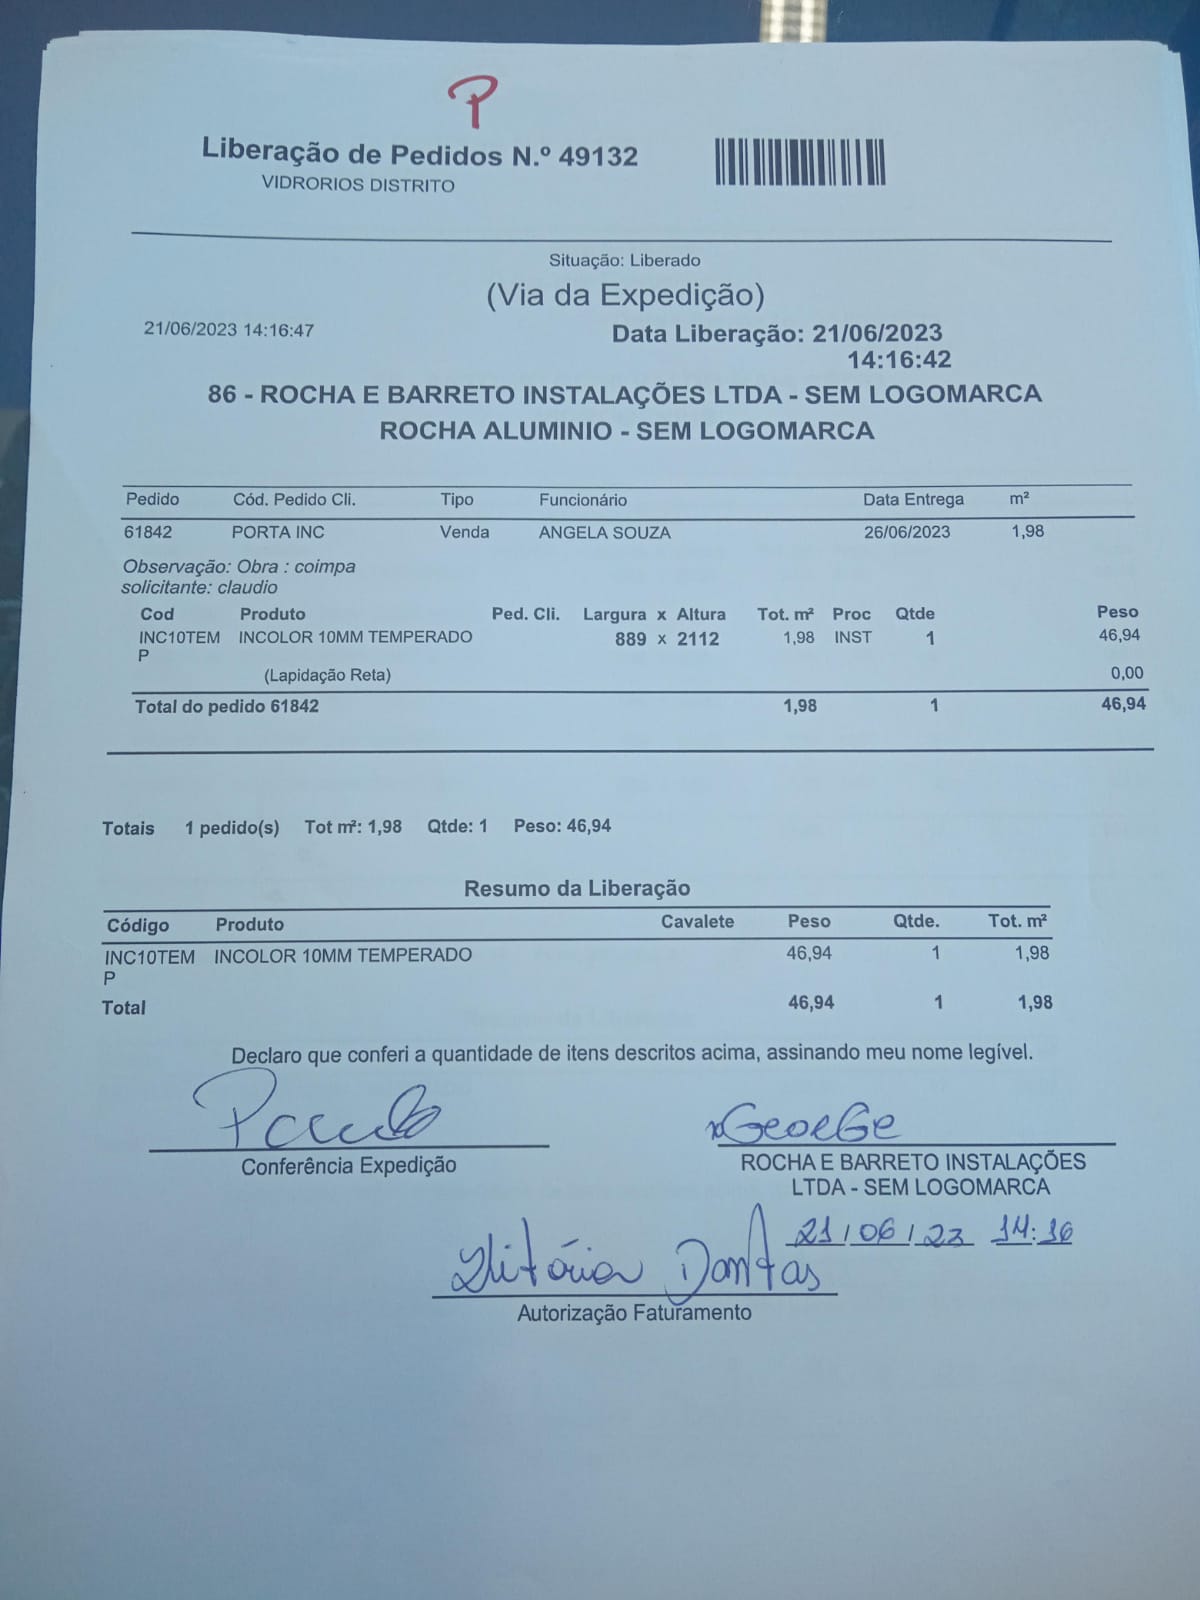 P
Liberação de Pedidos N.º 49132
VIDRORIOS DISTRITO
Situação: Liberado
(Via da Expedição)
21/06/2023 14:16:47 Data Liberação: 21/06/2023
14:16:42
86 - ROCHA E BARRETO INSTALAÇÕES LTDA - SEM LOGOMARCA
ROCHA ALUMINIO - SEM LOGOMARCA
Pedido Cód. Pedido Cli. Tipo Funcionário Data Entrega m²
61842 PORTA INC Venda ANGELA SOUZA 26/06/2023 1,98
Observação: Obra : coimpa
solicitante: claudio
Cod Produto Ped. Cli. Largura x Altura Tot. m² Proc Qtde Peso
INC10TEM INCOLOR 10MM TEMPERADO 889 x 2112 1,98 INST 1 46,94
P
(Lapidação Reta) 0,00
Total do pedido 61842 1,98 1 46,94
Totais 1 pedido(s) Tot m²: 1,98 Qtde: 1 Peso: 46,94
Resumo da Liberação
Código Produto Cavalete Peso Qtde. Tot. m²
INC10TEM INCOLOR 10MM TEMPERADO 46,94 1 1,98
P
Total 46,94 1 1,98
Declaro que conferi a quantidade de itens descritos acima, assinando meu nome legível.
xGeorGe
Conferência Expedição
ROCHA E BARRETO INSTALAÇÕES
LTDA - SEM LOGOMARCA
21/06/23 14:16
Vitória Dantas
Autorização Faturamento